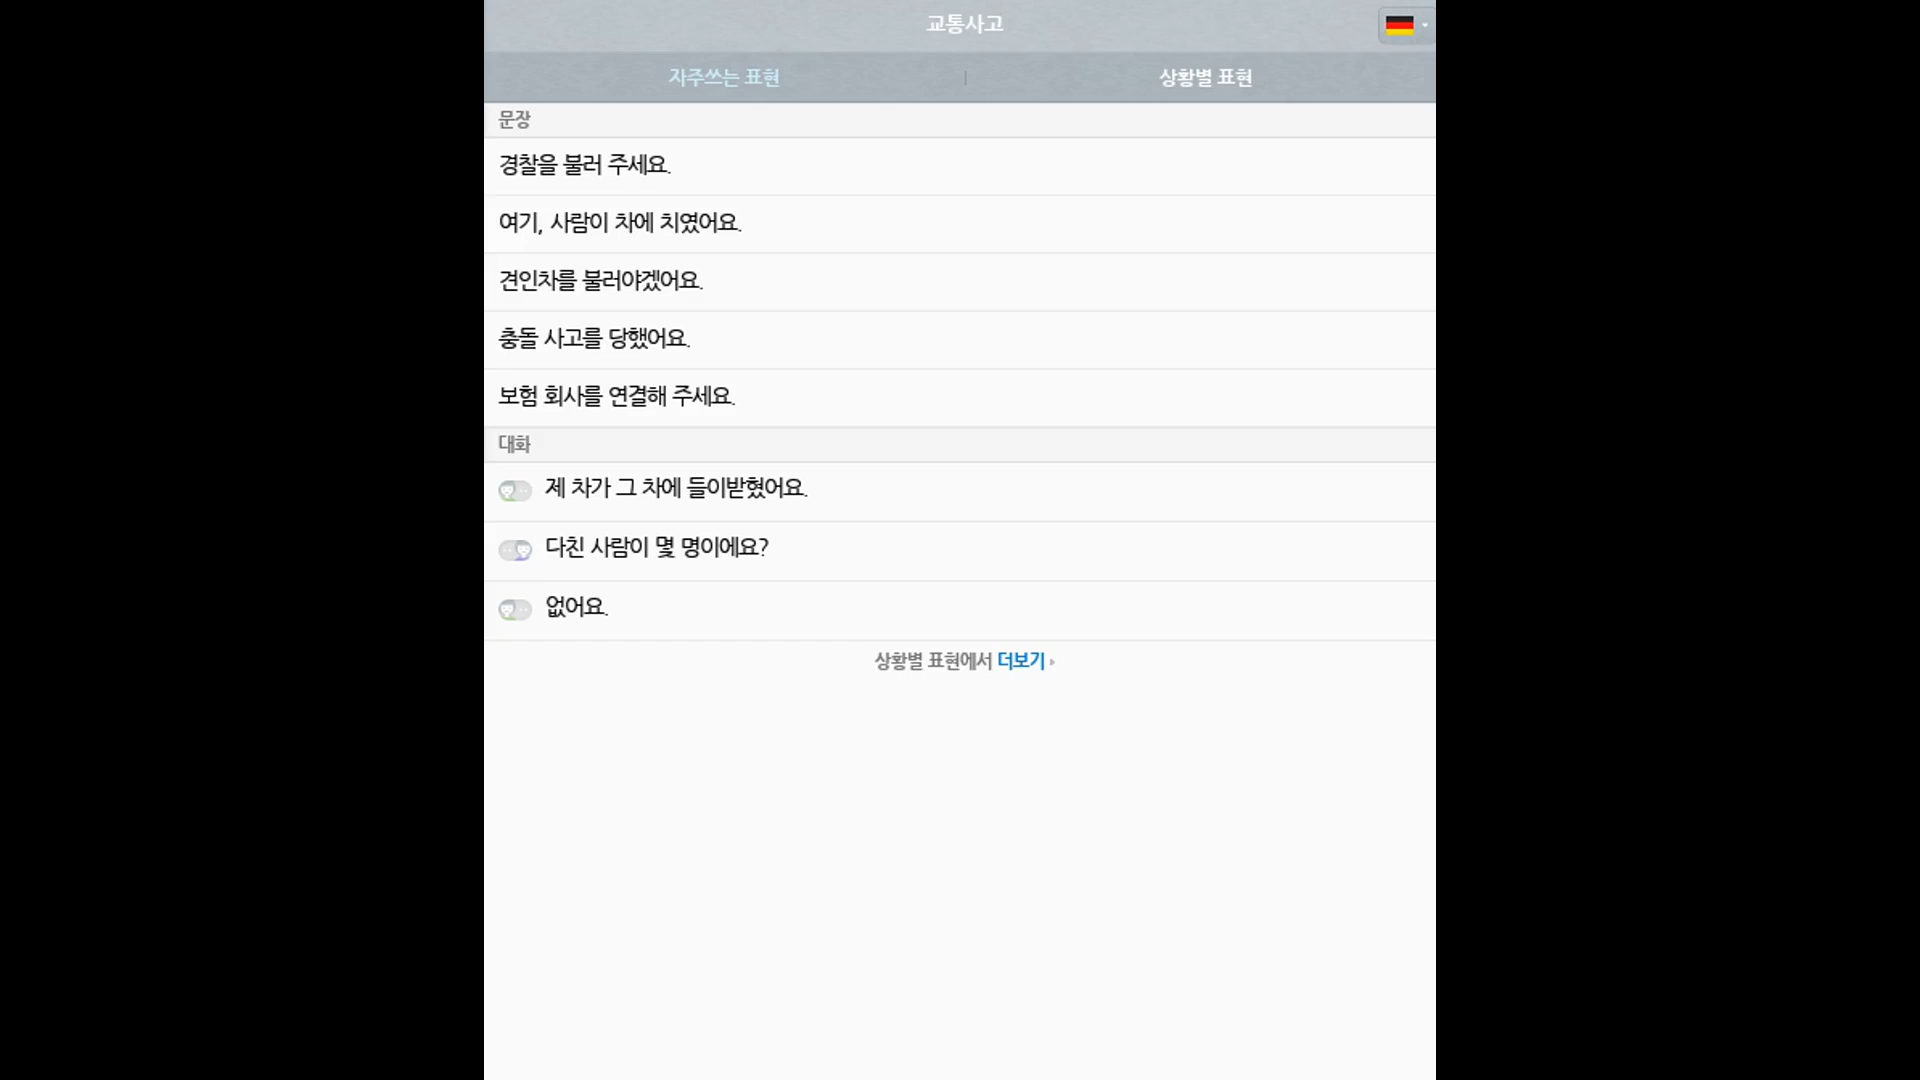 교통사고
자주쓰는 표현
상황별 표현
문장
경찰을 불러 주세요.
여기, 사람이 차에 치였어요.
견인차를 불러야겠어요.
충돌 사고를 당했어요.
보험 회사를 연결해 주세요.
대화
제 차가 그 차에 들이받혔어요.
다친 사람이 몇 명이에요?
없어요.
상황별 표현에서 더보기